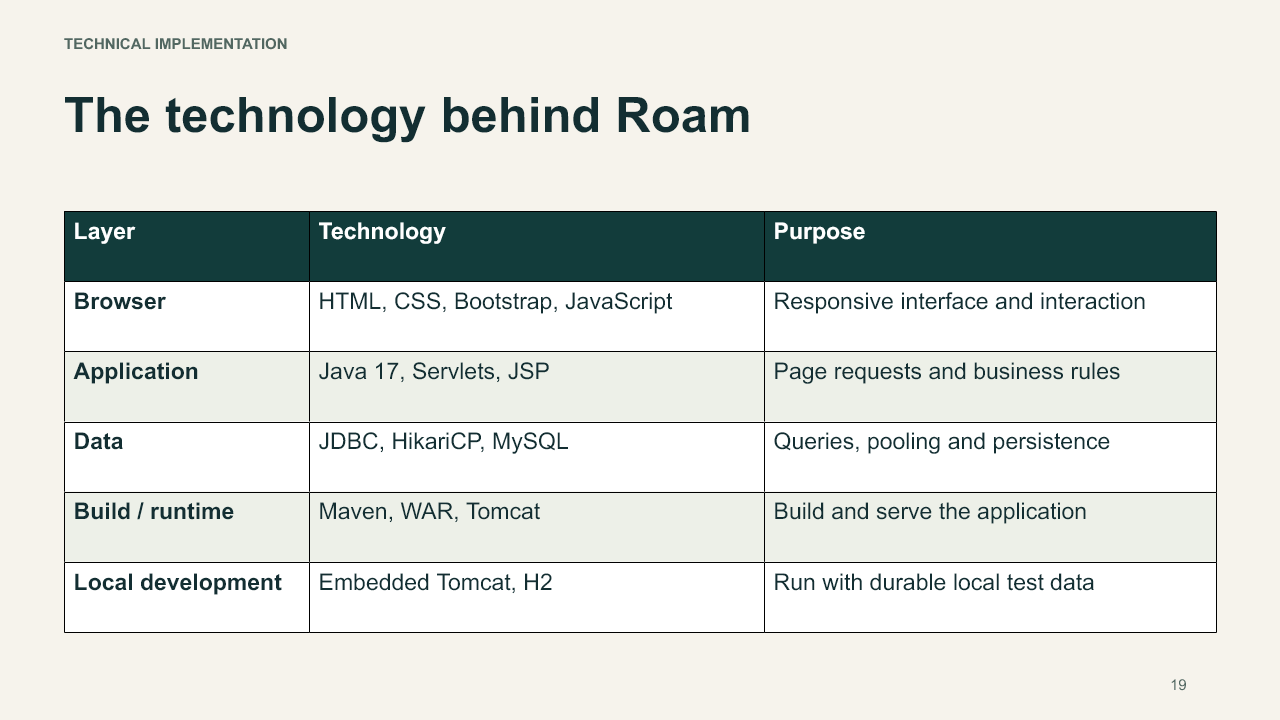 TECHNICAL IMPLEMENTATION
The technology behind Roam
Layer Technology Purpose
Browser HTML, CSS, Bootstrap, JavaScript Responsive interface and interaction
Application Java 17, Servlets, JSP Page requests and business rules
Data JDBC, HikariCP, MySQL Queries, pooling and persistence
Build / runtime Maven, WAR, Tomcat Build and serve the application
Local development Embedded Tomcat, H2 Run with durable local test data
19